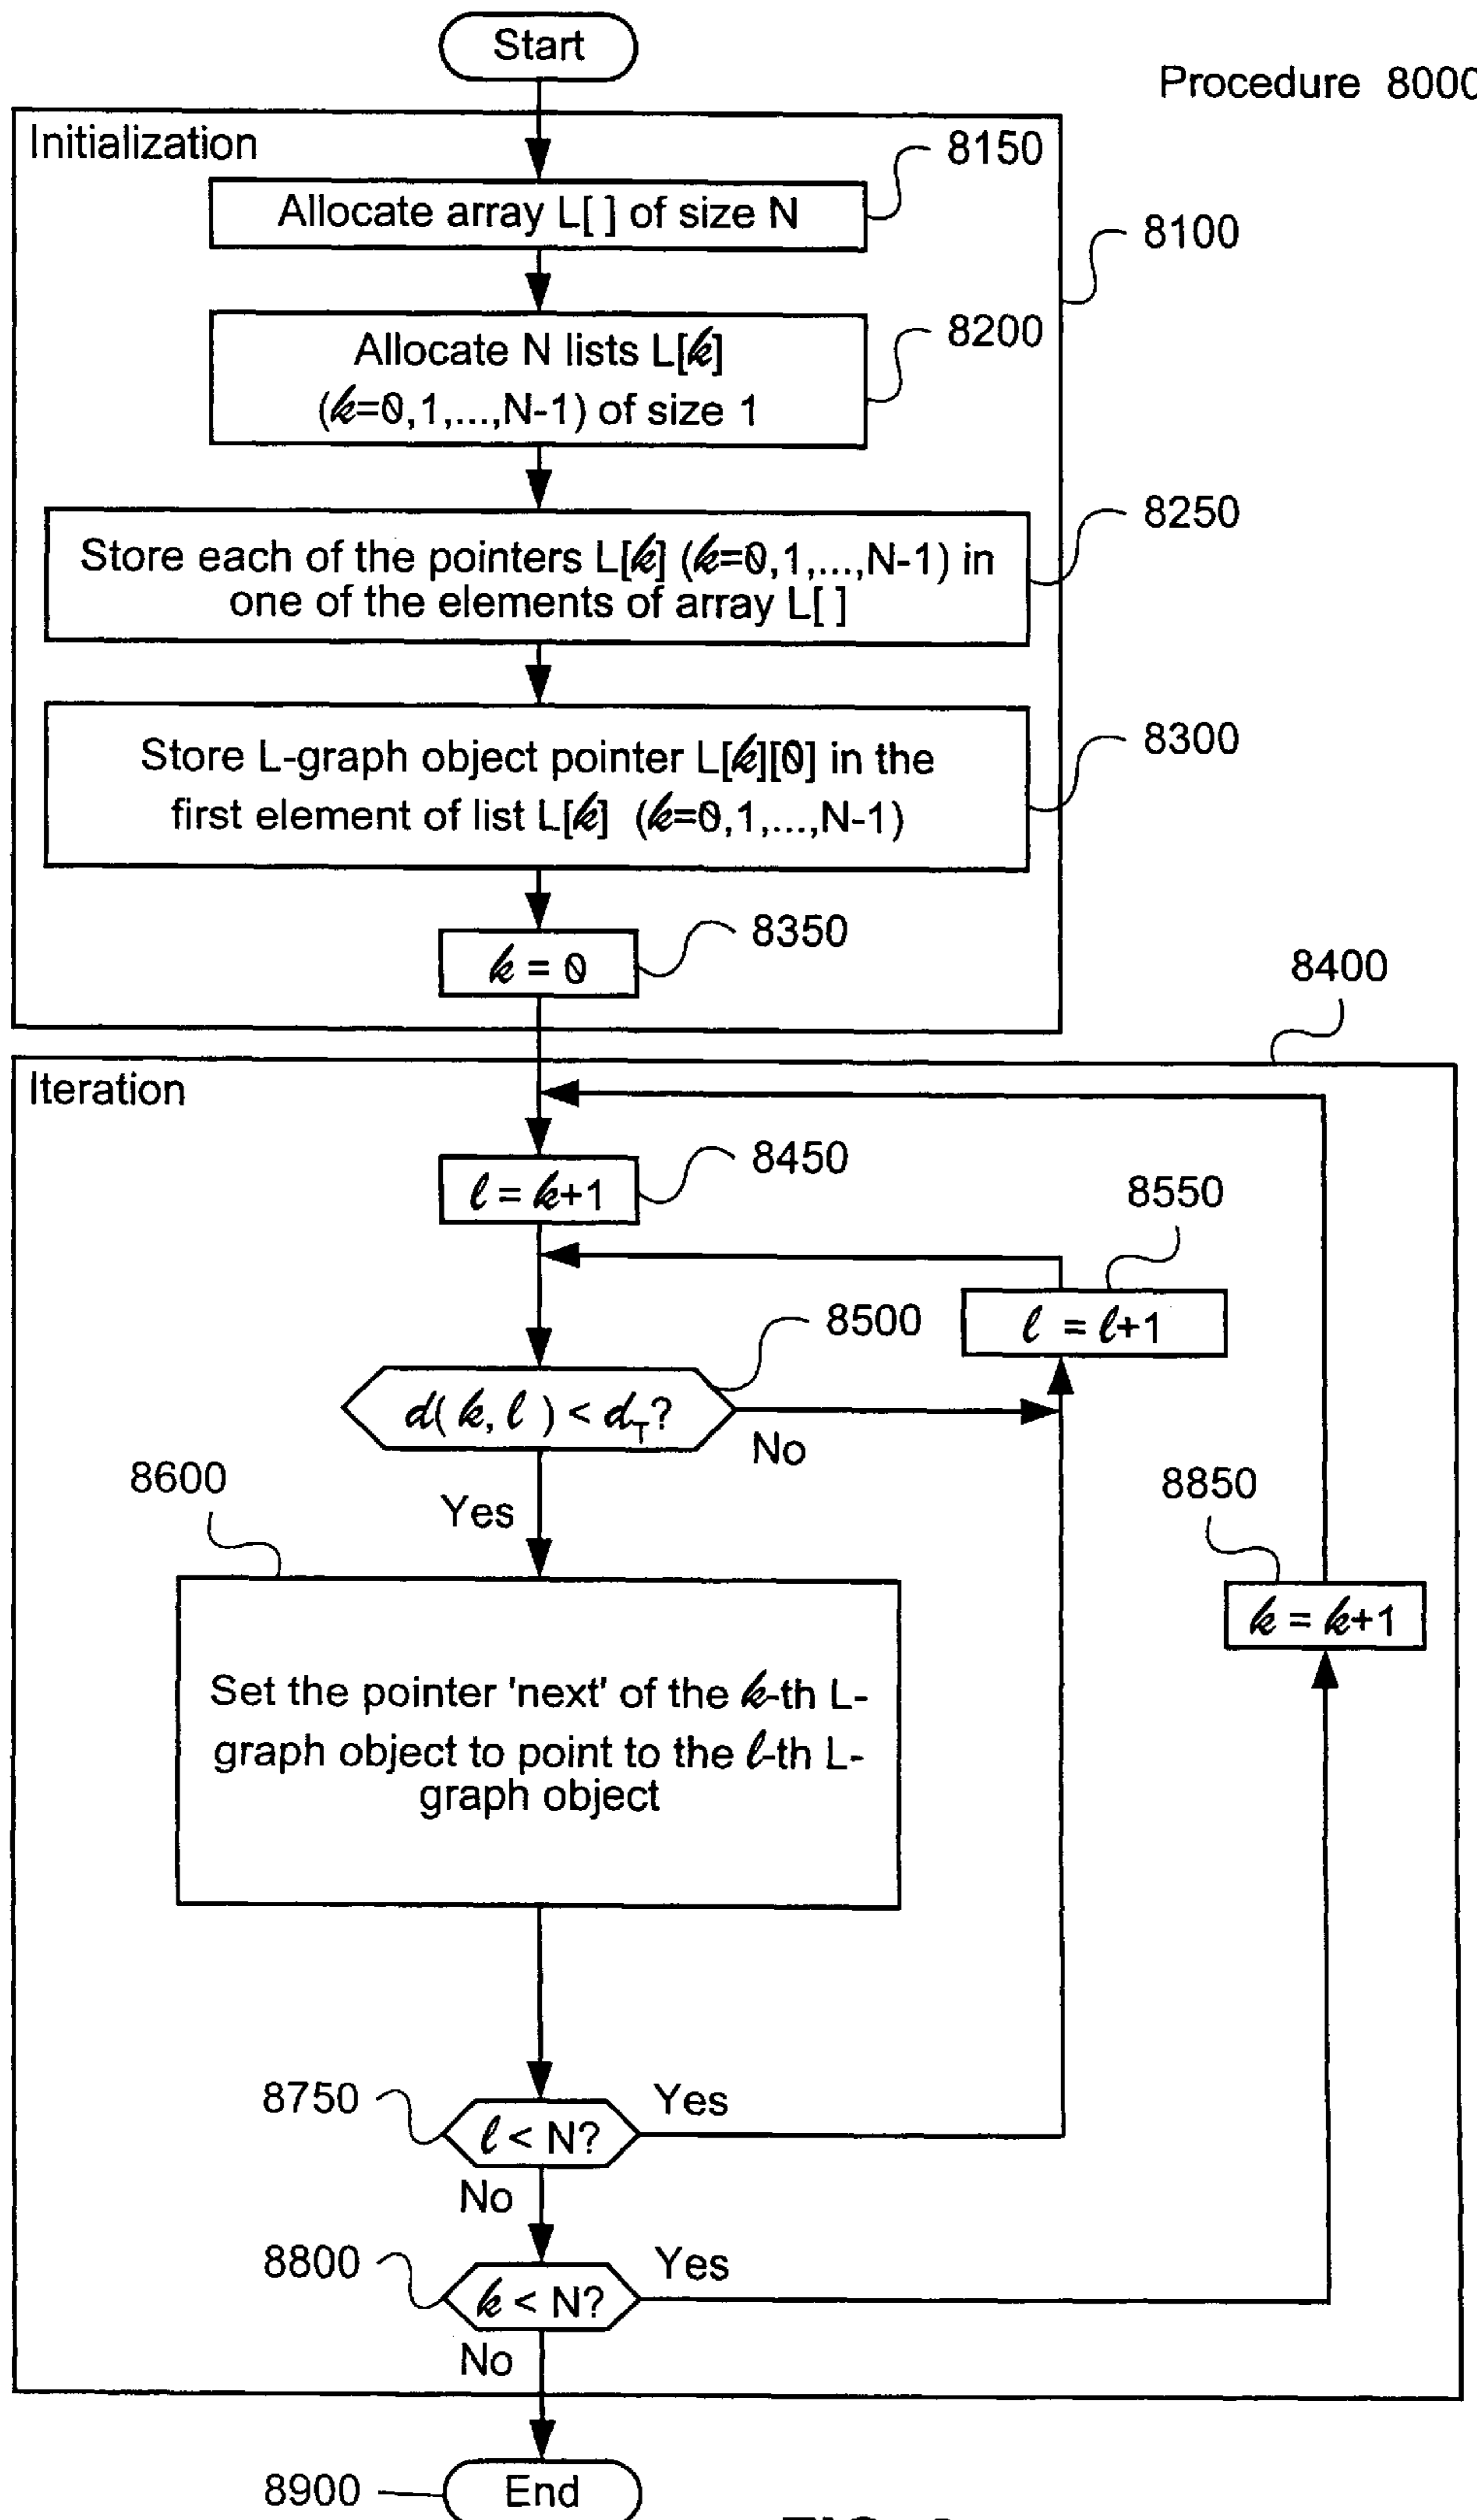 Start
Procedure 8000
Initialization
8150
Allocate array L[ ] of size N
8100
8200
Allocate N lists L[k]
(k=0,1,...,N-1) of size 1
8250
Store each of the pointers L[k] (k=0,1,...,N-1) in
one of the elements of array L[ ]
8300
Store L-graph object pointer L[k][0] in the
first element of list L[k] (k=0,1,...,N-1)
8350
k = 0
8400
Iteration
8450
ℓ = k+1
8550
ℓ = ℓ+1
8500
d( k, ℓ ) < dT?
No
8600
Yes
8850
k = k+1
Set the pointer 'next' of the k-th L-
graph object to point to the ℓ-th L-
graph object
8750
ℓ < N?
Yes
No
8800
k < N?
Yes
No
8900
End